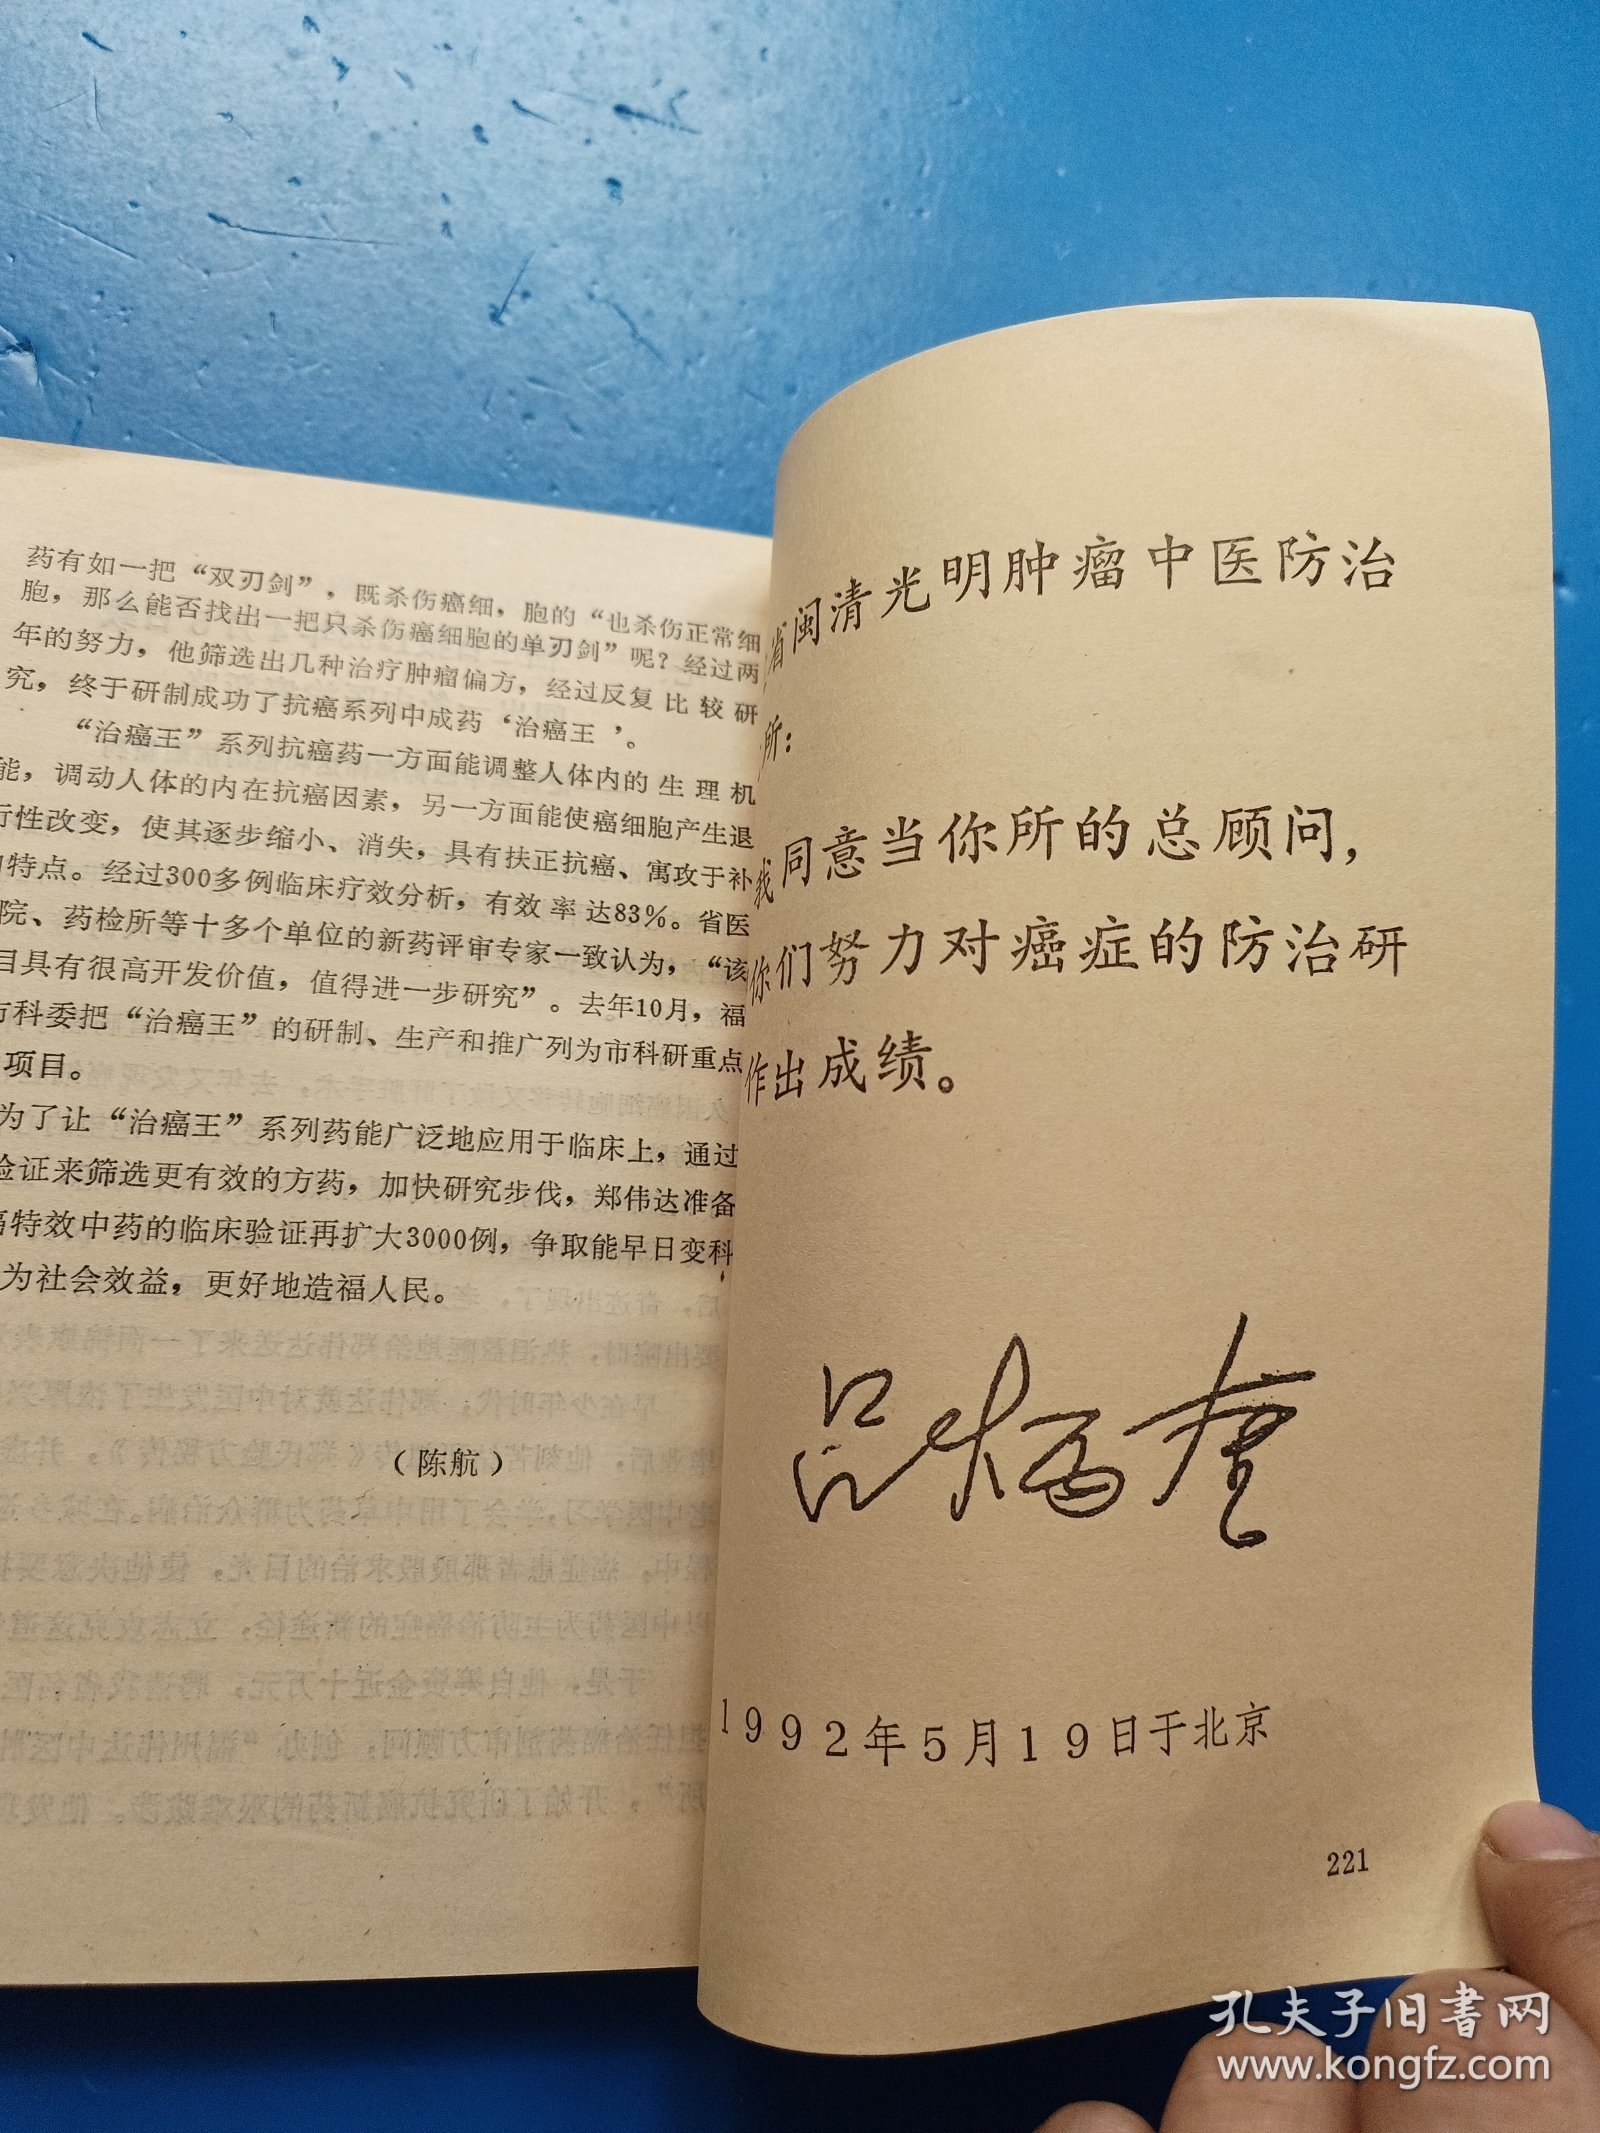 药有如一把“双刃剑”，既杀伤癌细，胞的“也杀伤正常细
胞，那么能否找出一把只杀伤癌细胞的单刃剑”呢？经过两
年的努力，他筛选出几种治疗肿瘤偏方，经过反复比较研
究，终于研制成功了抗癌系列中成药‘治癌王’。
“治癌王”系列抗癌药一方面能调整人体内的生理机
能，调动人体的内在抗癌因素，另一方面能使癌细胞产生退
行性改变，使其逐步缩小、消失，具有扶正抗癌、寓攻于补
特点。经过300多例临床疗效分析，有效率达83%。省医
院、药检所等十多个单位的新药评审专家一致认为，“该
目具有很高开发价值，值得进一步研究”。去年10月，福
市科委把“治癌王”的研制、生产和推广列为市科研重点
项目。
为了让“治癌王”系列药能广泛地应用于临床上，通过
验证来筛选更有效的方药，加快研究步伐，郑伟达准备
特效中药的临床验证再扩大3000例，争取能早日变科
为社会效益，更好地造福人民。
（陈航）
省闽清光明肿瘤中医防治
所：
我同意当你所的总顾问，
你们努力对癌症的防治研
作出成绩。
吕炳奎
1992年5月19日于北京
221
孔夫子旧书网
www.kongfz.com